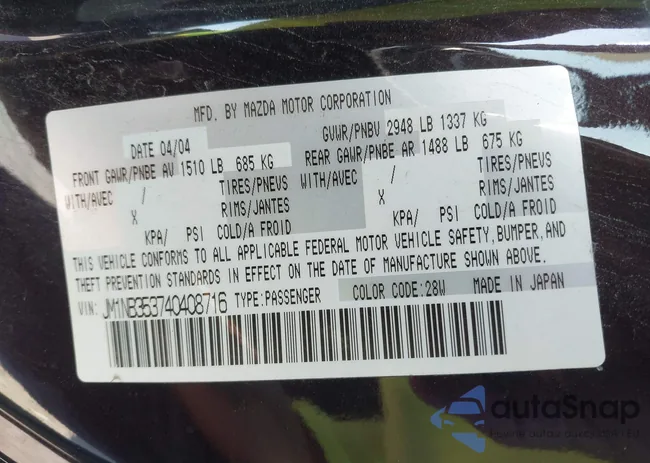 MFD. BY MAZDA MOTOR CORPORATION
DATE 04/04 GVWR/PNBV 2948 LB 1337 KG
FRONT GAWR/PNBE AV 1510 LB 685 KG REAR GAWR/PNBE AR 1488 LB 675 KG
WITH/AVEC / TIRES/PNEUS WITH/AVEC / TIRES/PNEUS
X RIMS/JANTES X RIMS/JANTES
KPA/ PSI COLD/A FROID KPA/ PSI COLD/A FROID
THIS VEHICLE CONFORMS TO ALL APPLICABLE FEDERAL MOTOR VEHICLE SAFETY, BUMPER, AND
THEFT PREVENTION STANDARDS IN EFFECT ON THE DATE OF MANUFACTURE SHOWN ABOVE.
VIN: JM1NB353740408716 TYPE:PASSENGER COLOR CODE:28W MADE IN JAPAN
autoSnap